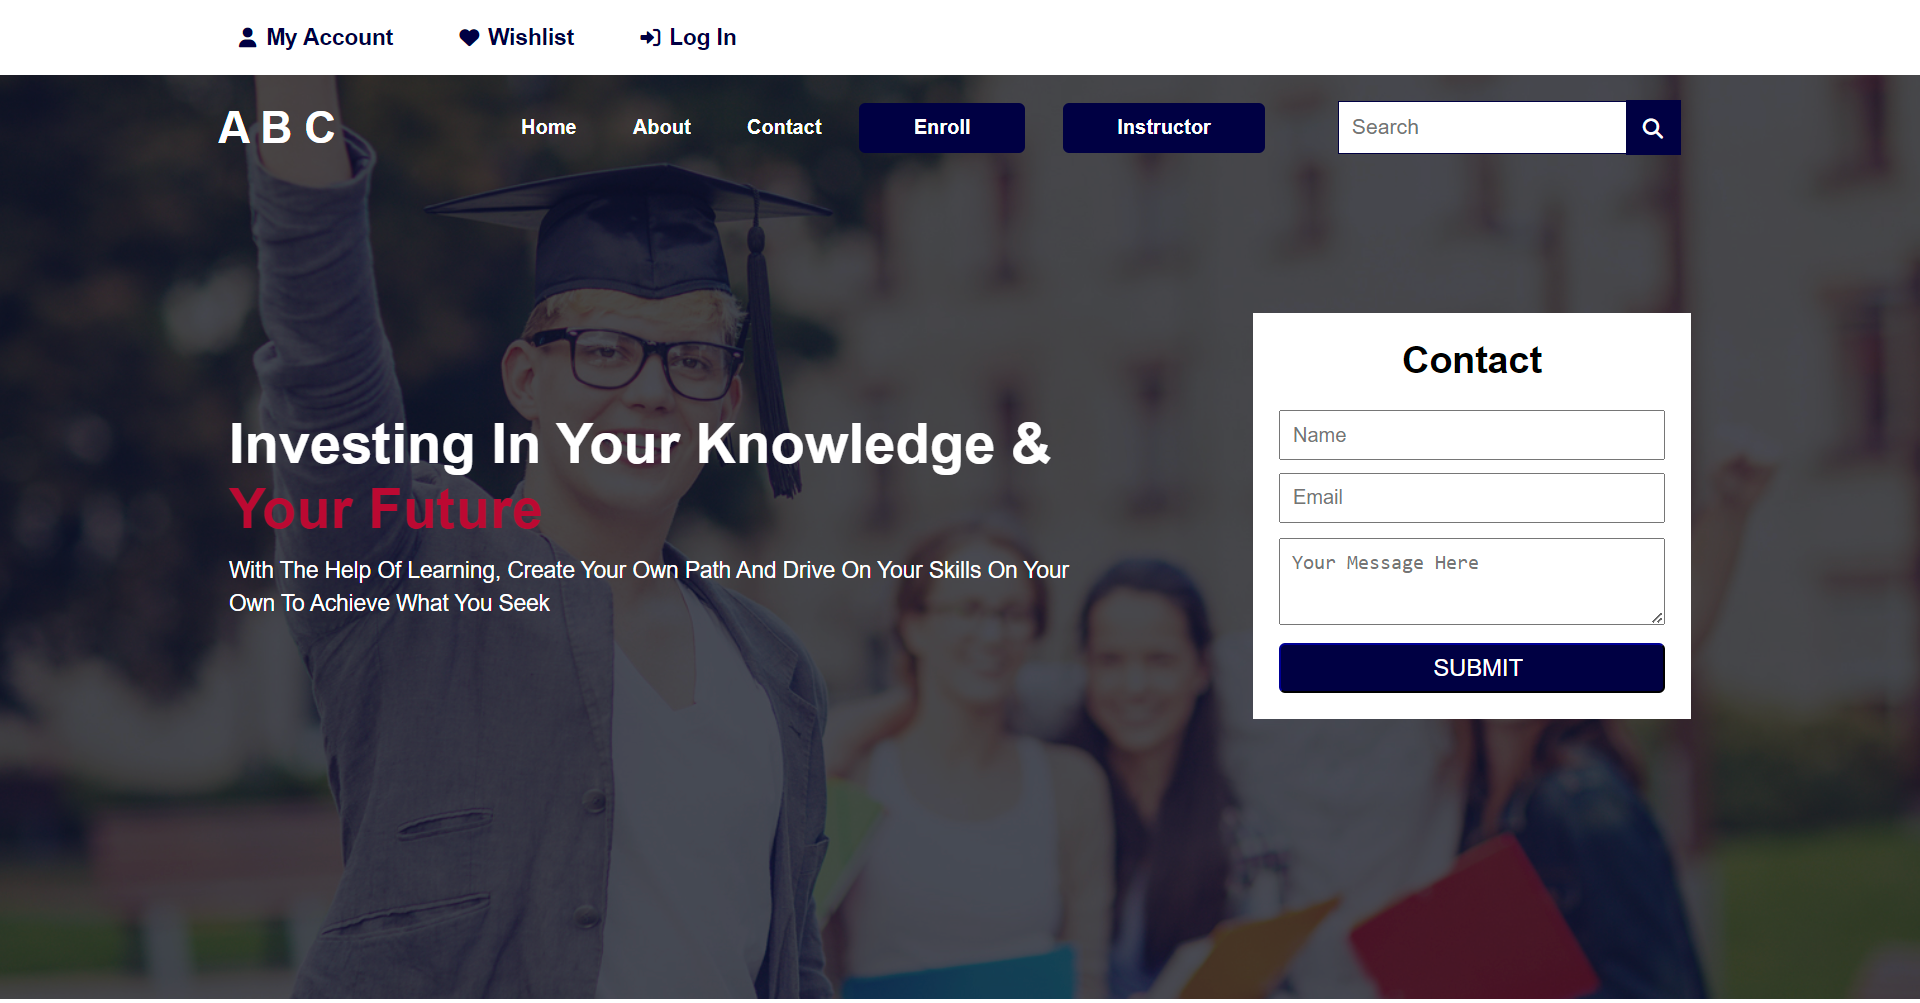 My Account
Wishlist
Log In
A B C
Home
About
Contact
Enroll
Instructor
Search
Investing In Your Knowledge &
Your Future
With The Help Of Learning, Create Your Own Path And Drive On Your Skills On Your
Own To Achieve What You Seek
Contact
Name
Email
Your Message Here
SUBMIT